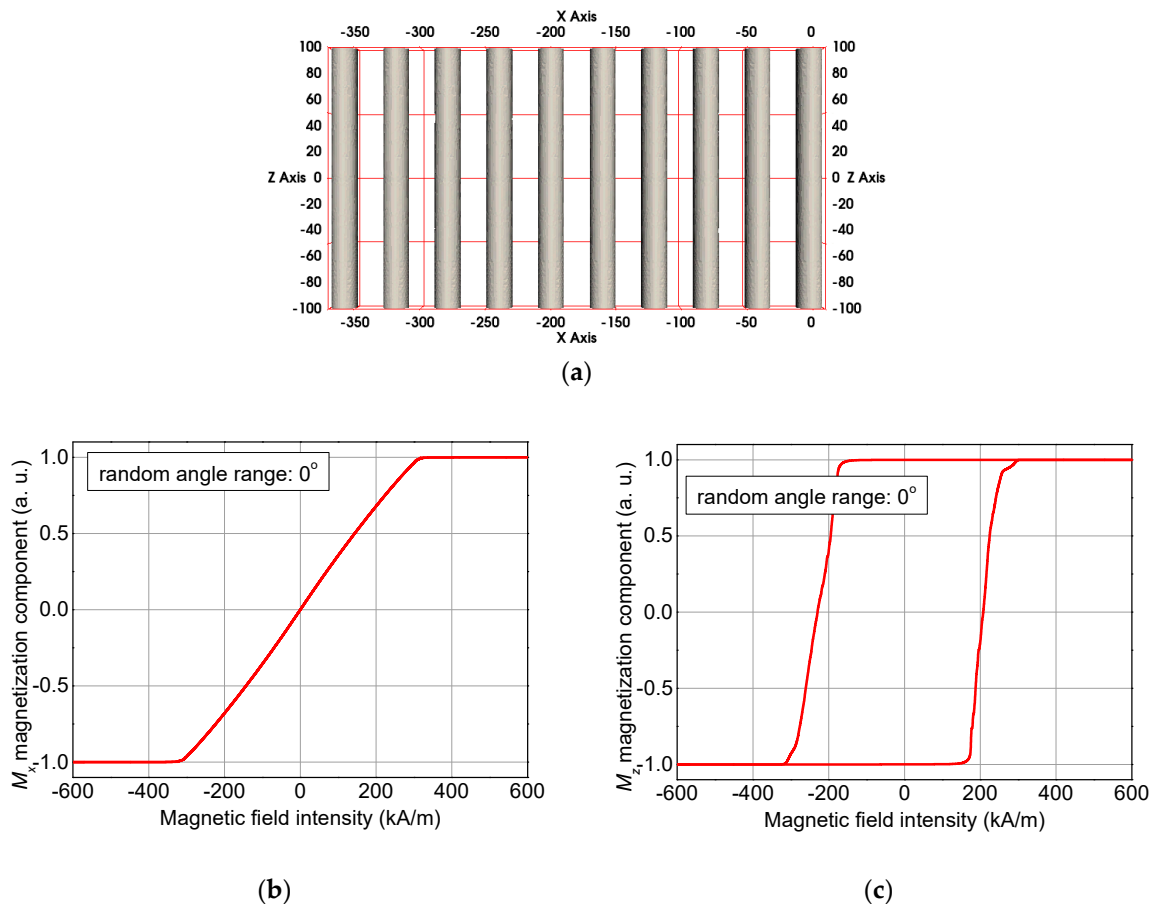 X Axis
-350 -300 -250 -200 -150 -100 -50 0
100 100
80 80
60 60
40 40
20 20
Z Axis 0 0 Z Axis
-20 -20
-40 -40
-60 -60
-80 -80
-100 -100
-350 -300 -250 -200 -150 -100 -50 0
X Axis
(a)
random angle range: 0°
Mx magnetization component (a. u.)
1.0
0.5
0.0
-0.5
-1.0
-600 -400 -200 0 200 400 600
Magnetic field intensity (kA/m)
(b)
random angle range: 0°
Mz magnetization component (a. u.)
1.0
0.5
0.0
-0.5
-1.0
-600 -400 -200 0 200 400 600
Magnetic field intensity (kA/m)
(c)